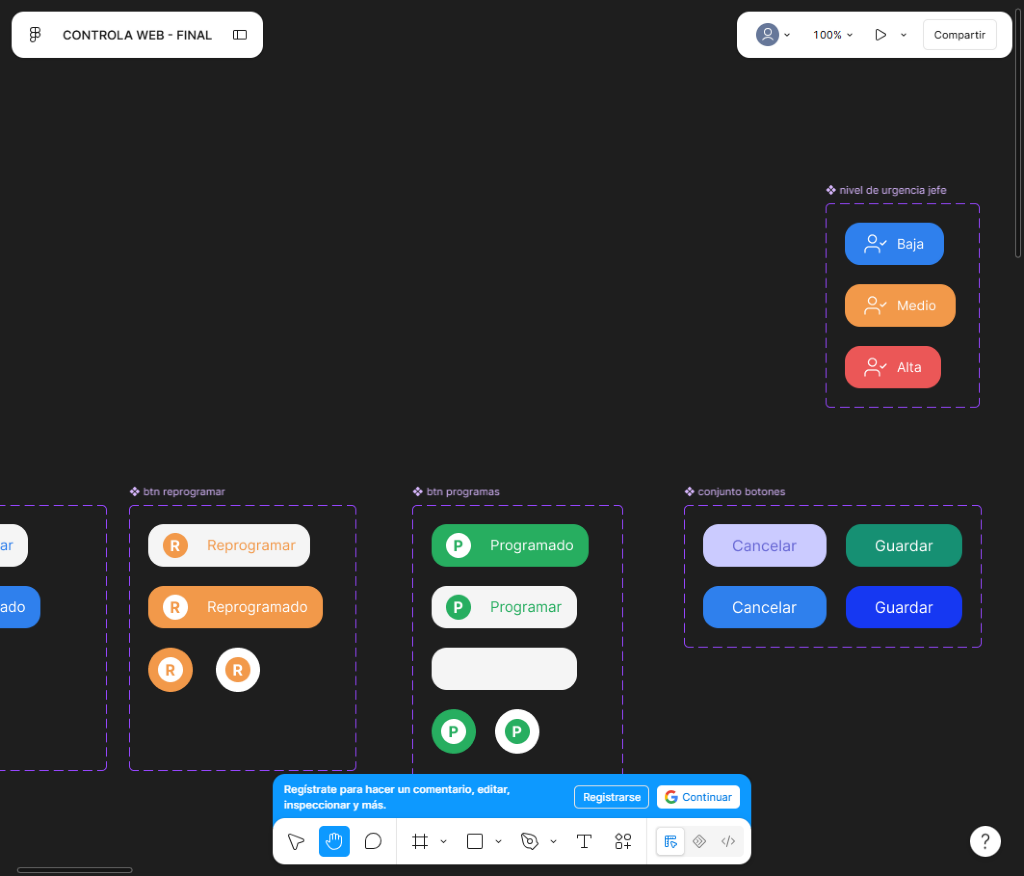 CONTROLA WEB - FINAL
100%
Compartir
nivel de urgencia jefe
Baja
Medio
Alta
btn reprogramar
btn programas
conjunto botones
ar
R Reprogramar
P Programado
Cancelar
Guardar
ado
R Reprogramado
P Programar
Cancelar
Guardar
R
R
P
P
Regístrate para hacer un comentario, editar,
inspeccionar y más.
Registrarse
Continuar
?